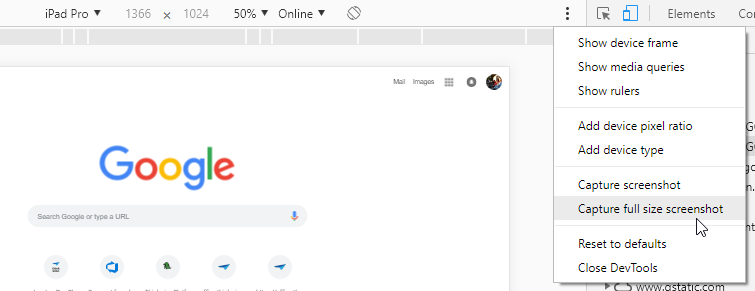 iPad Pro 1366 × 1024 50% Online
Elements
Show device frame
Show media queries
Show rulers
Add device pixel ratio
Add device type
Capture screenshot
Capture full size screenshot
Reset to defaults
Close DevTools
Mail Images
Google
Search Google or type a URL
www.gstatic.com